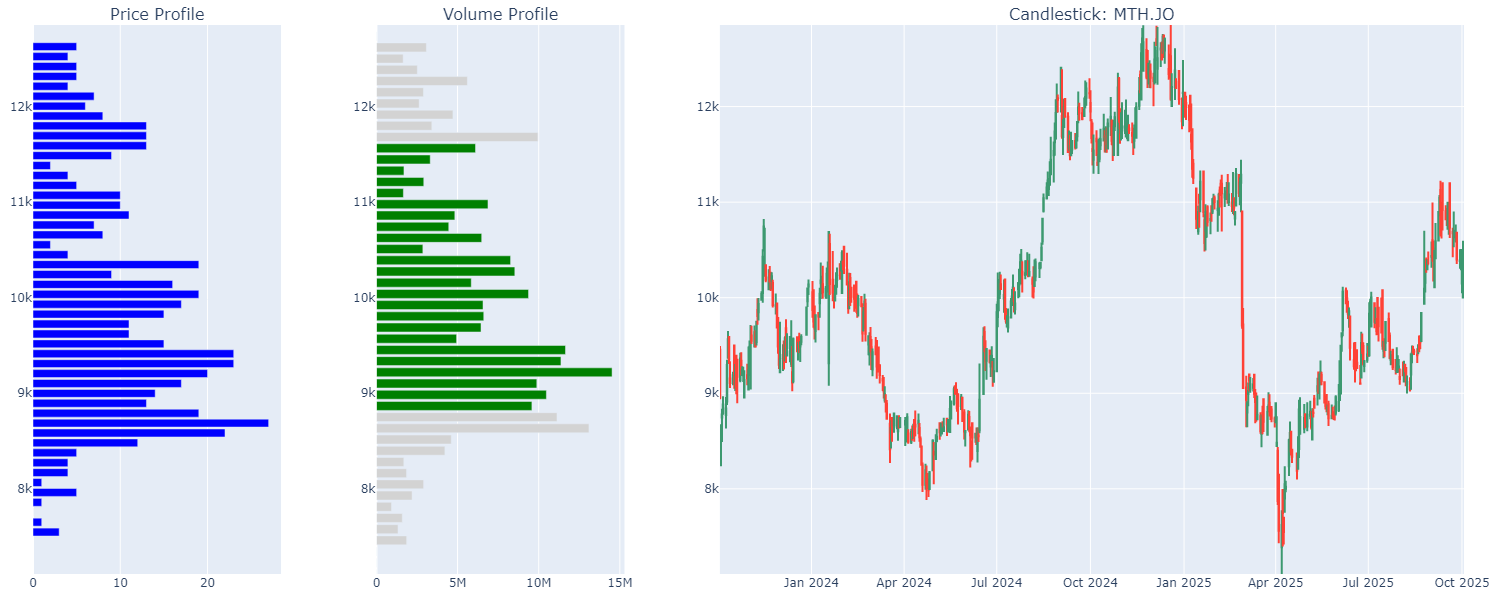 Price Profile
Volume Profile
Candlestick: MTH.JO
12k
11k
10k
9k
8k
0
10
20
12k
11k
10k
9k
8k
0
5M
10M
15M
12k
11k
10k
9k
8k
Jan 2024
Apr 2024
Jul 2024
Oct 2024
Jan 2025
Apr 2025
Jul 2025
Oct 2025